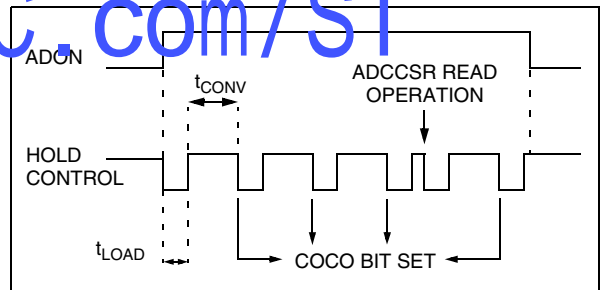 C.com/ST
ADON
tCONV
ADCCSR READ
OPERATION
HOLD
CONTROL
tLOAD
COCO BIT SET